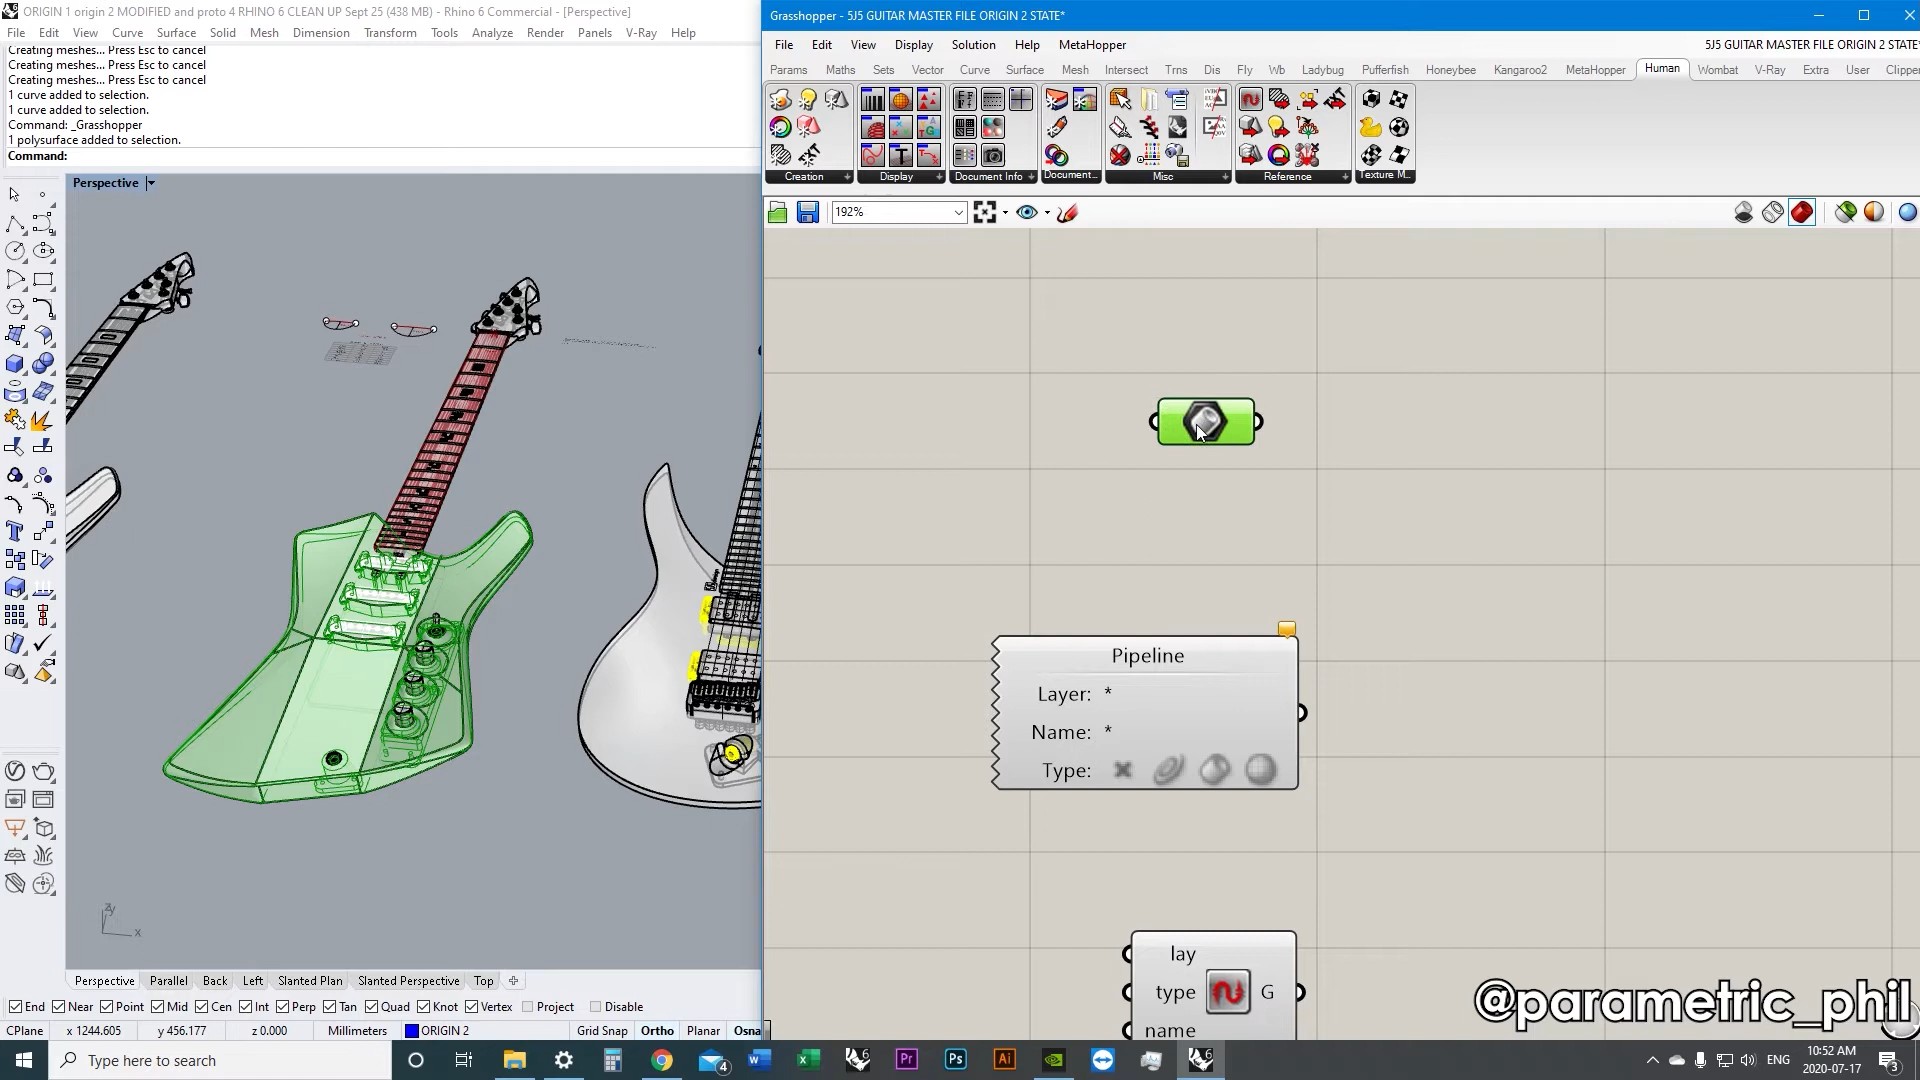 ORIGIN 1 origin 2 MODIFIED and proto 4 RHINO 6 CLEAN UP Sept 25 (438 MB) - Rhino 6 Commercial - [Perspective]
File Edit View Curve Surface Solid Mesh Dimension Transform Tools Analyze Render Panels V-Ray Help
Creating meshes... Press Esc to cancel
Creating meshes... Press Esc to cancel
Creating meshes... Press Esc to cancel
1 curve added to selection.
1 curve added to selection.
Command: _Grasshopper
1 polysurface added to selection.
Command:
Perspective
z y
x
Perspective Parallel Back Left Slanted Plan Slanted Perspective Top
End Near Point Mid Cen Int Perp Tan Quad Knot Vertex Project Disable
CPlane x 1244.605 y 456.177 z 0.000 Millimeters ORIGIN 2 Grid Snap Ortho Planar Osna
Grasshopper - 5J5 GUITAR MASTER FILE ORIGIN 2 STATE*
File Edit View Display Solution Help MetaHopper 5J5 GUITAR MASTER FILE ORIGIN 2 STATE*
Params Maths Sets Vector Curve Surface Mesh Intersect Trns Dis Fly Wb Ladybug Pufferfish Honeybee Kangaroo2 MetaHopper Human Wombat V-Ray Extra User Clipper
Creation Display Document Info Document... Misc Reference Texture M...
192%
Pipeline
Layer: *
Name: *
Type:
lay
type G
name
@parametric_phil
Type here to search
4
ENG
10:52 AM
2020-07-17
3